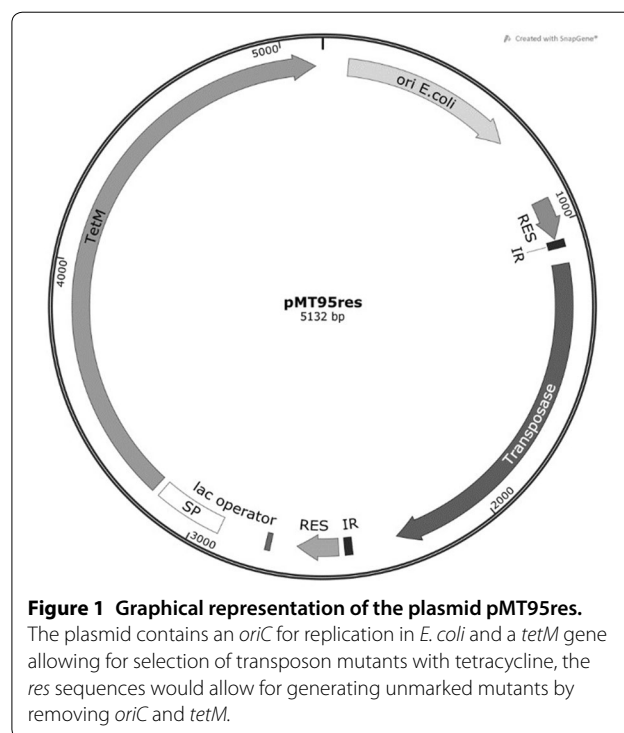 Created with SnapGene®
5000
ori E.coli
1000
RES
IR
TetM
4000
pMT95res
5132 bp
Transposase
2000
lac operator
SP
3000
RES
IR
Figure 1 Graphical representation of the plasmid pMT95res.
The plasmid contains an oriC for replication in E. coli and a tetM gene
allowing for selection of transposon mutants with tetracycline, the
res sequences would allow for generating unmarked mutants by
removing oriC and tetM.